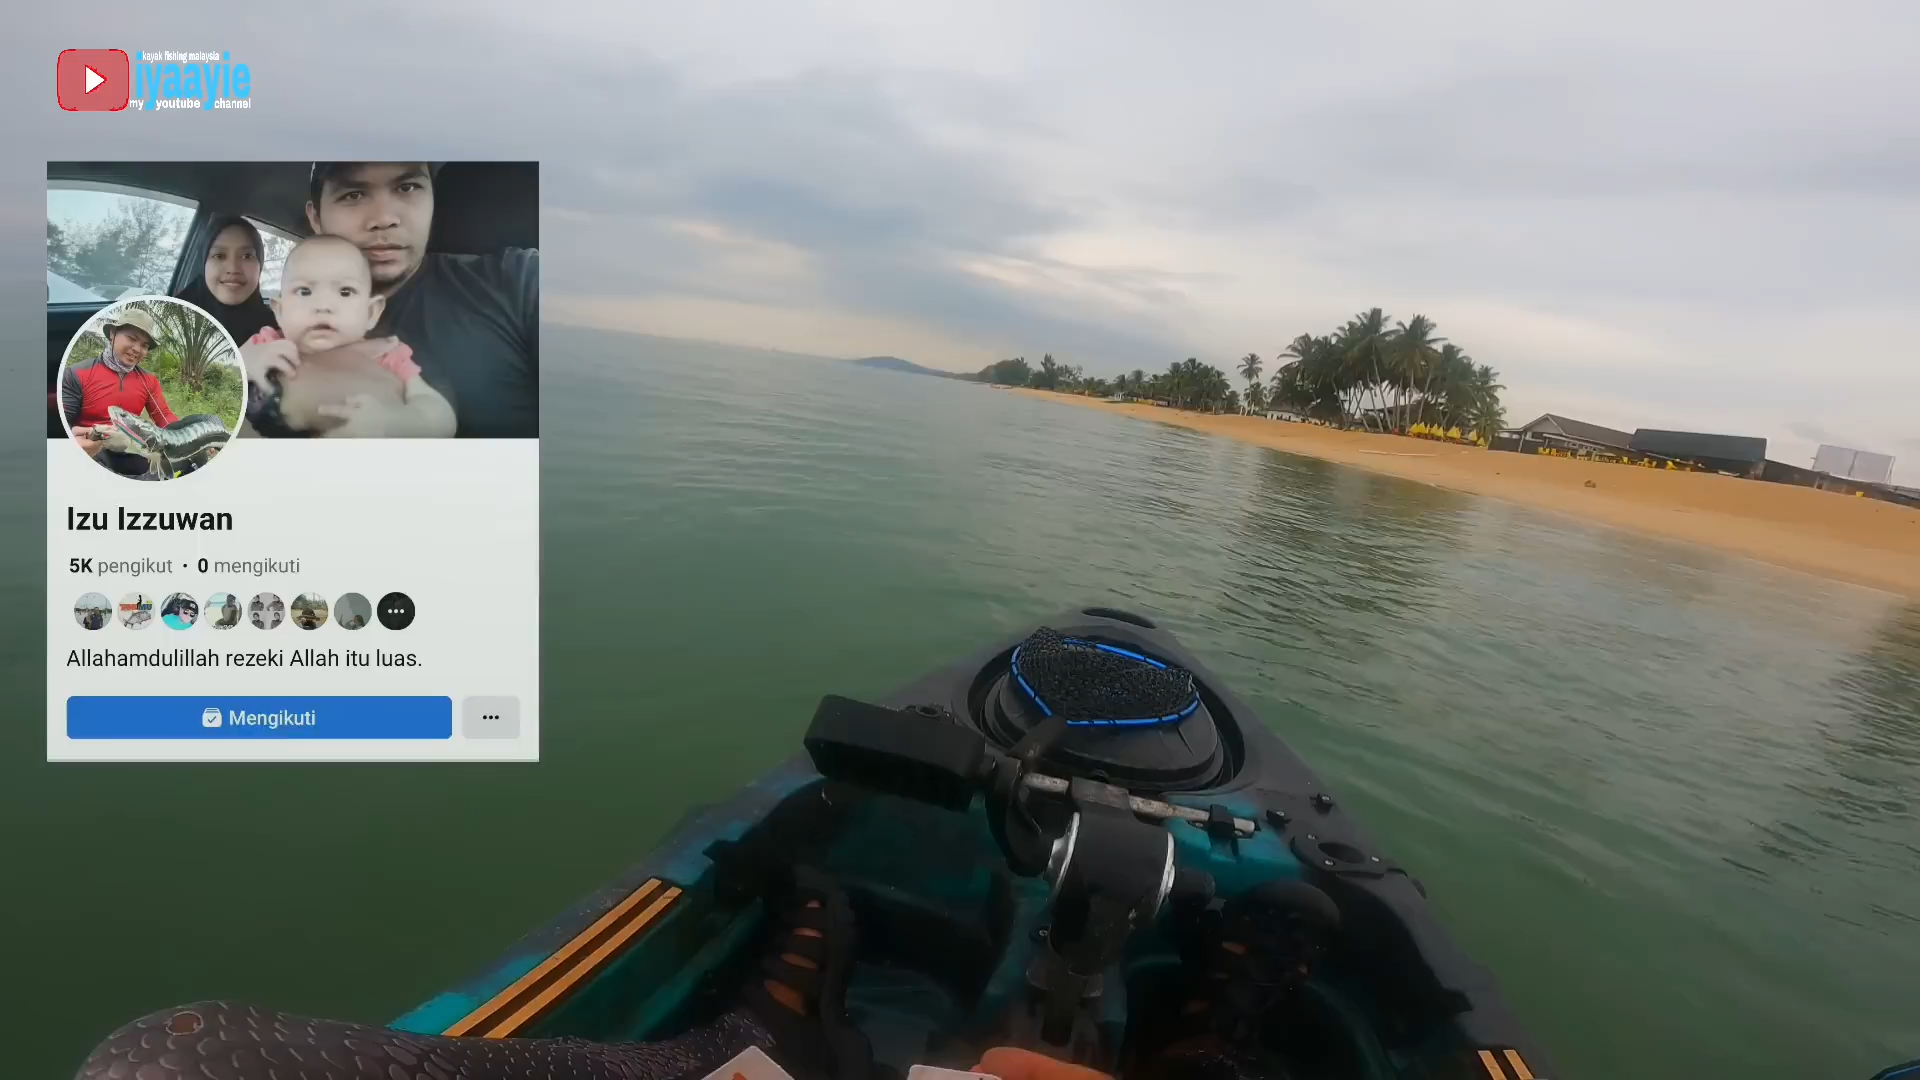 kayak fishing malaysia
iyaayie
my youtube channel
Izu Izzuwan
5K pengikut · 0 mengikuti
Allahamdulillah rezeki Allah itu luas.
Mengikuti